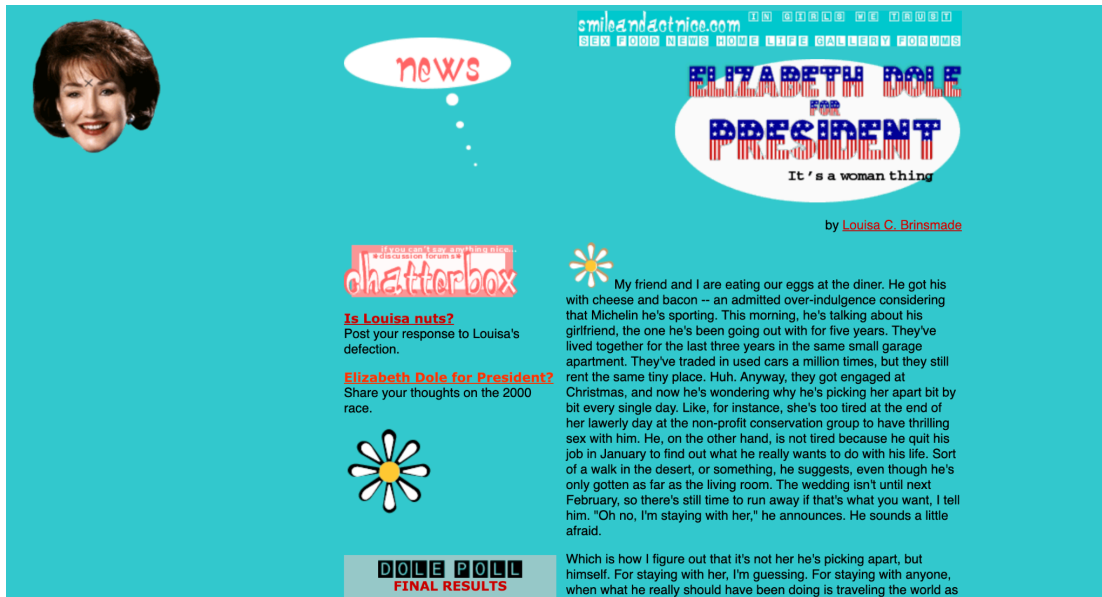 smileandactnice.com IN GIRLS WE TRUST
SEX FOOD NEWS HOME LIFE GALLERY FORUMS
news
ELIZABETH DOLE
FOR
PRESIDENT
It's a woman thing
by Louisa C. Brinsmade
if you can't say anything nice...
*discussion forums*
chatterbox
Is Louisa nuts?
Post your response to Louisa's
defection.
Elizabeth Dole for President?
Share your thoughts on the 2000
race.
DOLE POLL
FINAL RESULTS
My friend and I are eating our eggs at the diner. He got his
with cheese and bacon -- an admitted over-indulgence considering
that Michelin he's sporting. This morning, he's talking about his
girlfriend, the one he's been going out with for five years. They've
lived together for the last three years in the same small garage
apartment. They've traded in used cars a million times, but they still
rent the same tiny place. Huh. Anyway, they got engaged at
Christmas, and now he's wondering why he's picking her apart bit by
bit every single day. Like, for instance, she's too tired at the end of
her lawerly day at the non-profit conservation group to have thrilling
sex with him. He, on the other hand, is not tired because he quit his
job in January to find out what he really wants to do with his life. Sort
of a walk in the desert, or something, he suggests, even though he's
only gotten as far as the living room. The wedding isn't until next
February, so there's still time to run away if that's what you want, I tell
him. "Oh no, I'm staying with her," he announces. He sounds a little
afraid.
Which is how I figure out that it's not her he's picking apart, but
himself. For staying with her, I'm guessing. For staying with anyone,
when what he really should have been doing is traveling the world as